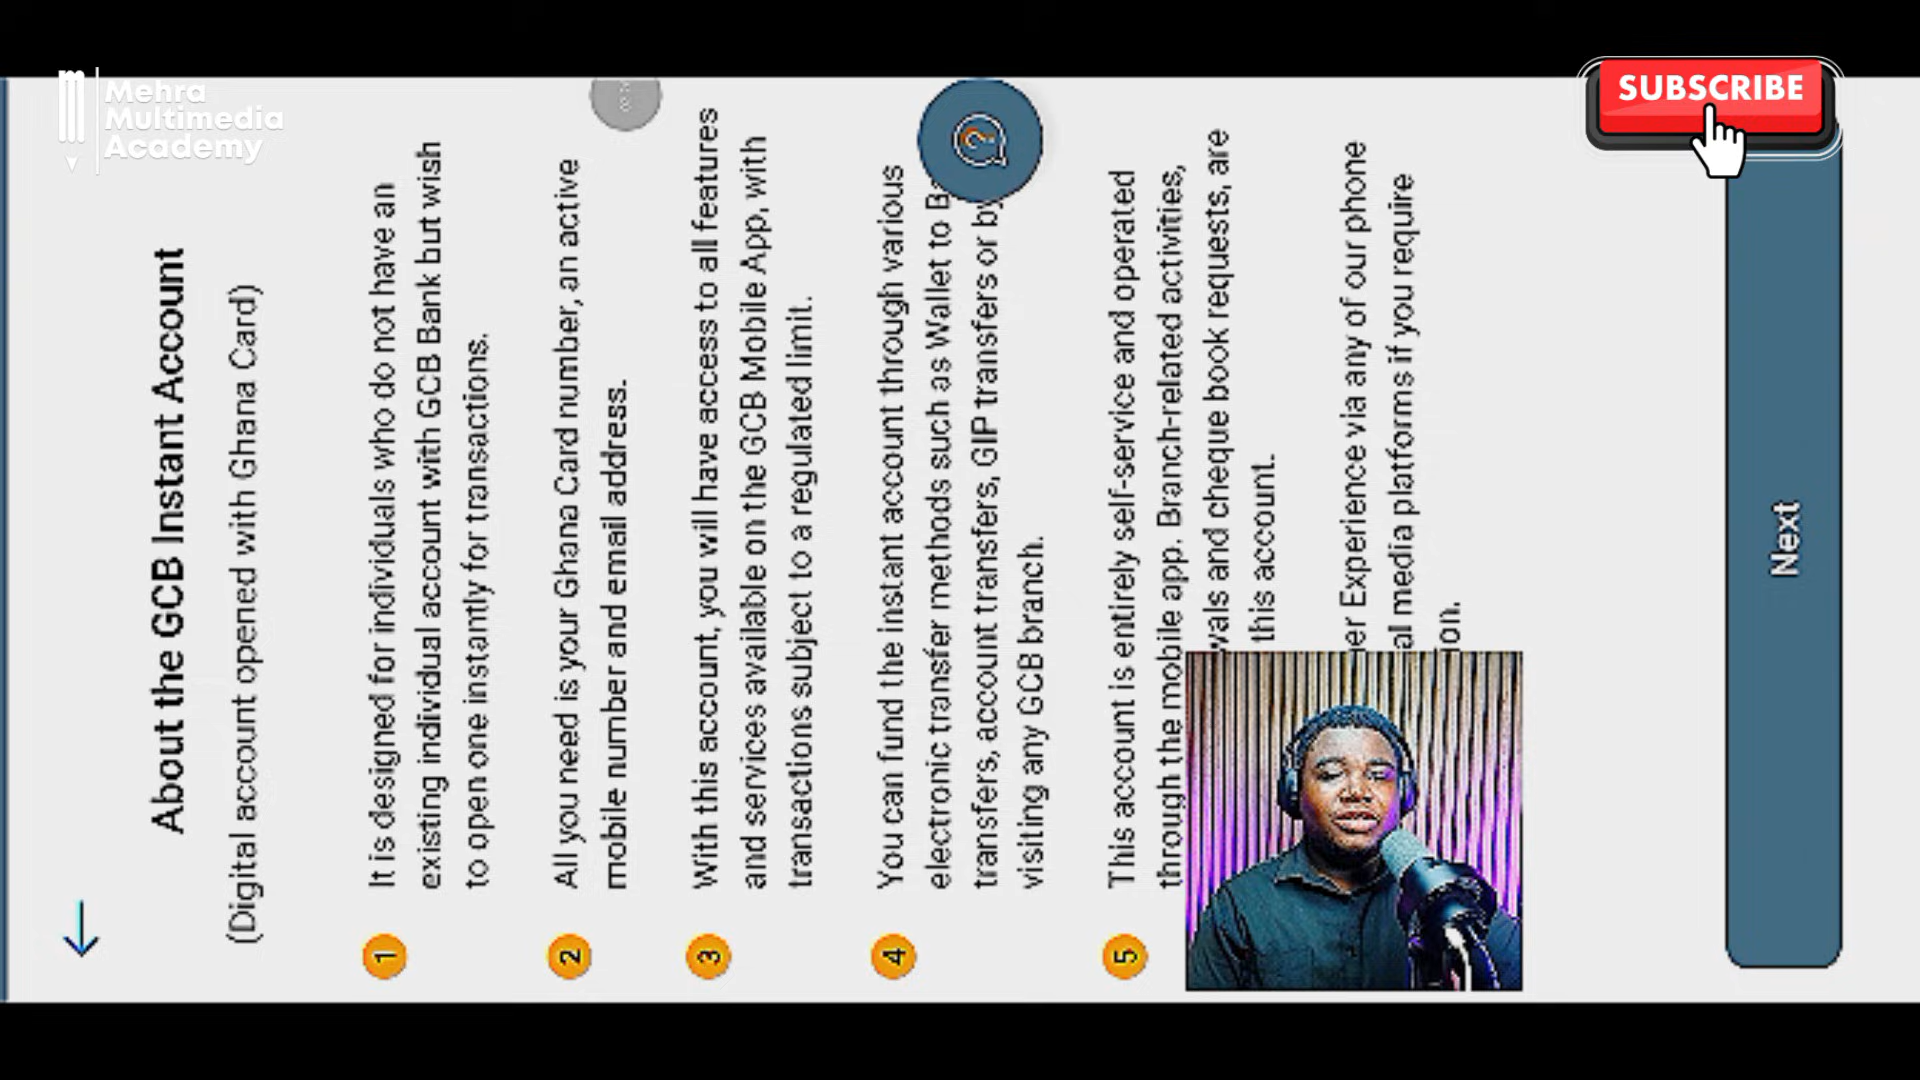 Mehra
Multimedia
Academy
SUBSCRIBE
About the GCB Instant Account
(Digital account opened with Ghana Card)
1
It is designed for individuals who do not have an
existing individual account with GCB Bank but wish
to open one instantly for transactions.
2
All you need is your Ghana Card number, an active
mobile number and email address.
3
With this account, you will have access to all features
and services available on the GCB Mobile App, with
transactions subject to a regulated limit.
4
You can fund the instant account through various
electronic transfer methods such as Wallet to
transfers, account transfers, GIP transfers or by
visiting any GCB branch.
5
This account is entirely self-service and operated
through the mobile app. Branch-related activities,
and cheque book requests, are
this account.
Experience via any of our phone
media platforms if you require
Next